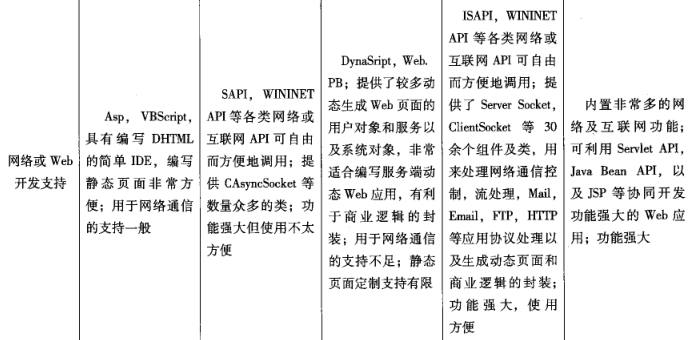 网络或 Web
开发支持
Asp， VBScript，
具有编写 DHTML
的简单 IDE，编写
静态页面非常方
便；用于网络通信
的支持一般
SAPI， WININET
API 等各类网络或
互联网 API 可自由
而方便地调用；提
供 CAsyncSocket 等
数量众多的类；功
能强大但使用不太
方便
DynaSript，Web.
PB；提供了较多动
态生成 Web 页面的
用户对象和服务以
及系统对象，非常
适合编写服务端动
态 Web 应用，有利
于商业逻辑的封
装；用于网络通信
的支持不足；静态
页面定制支持有限
ISAPI，WININET
API 等各类网络或
互联网 API 可自由
而方便地调用；提
供了 Server Socket，
ClientSocket 等 30
余个组件及类，用
来处理网络通信控
制，流处理，Mail，
Email，FTP，HTTP
等应用协议处理以
及生成动态页面和
商业逻辑的封装；
功能强大，使用
方便
内置非常多的网
络及互联网功能；
可利用 Servlet API，
Java Bean API，以
及 JSP 等协同开发
功能强大的 Web 应
用；功能强大